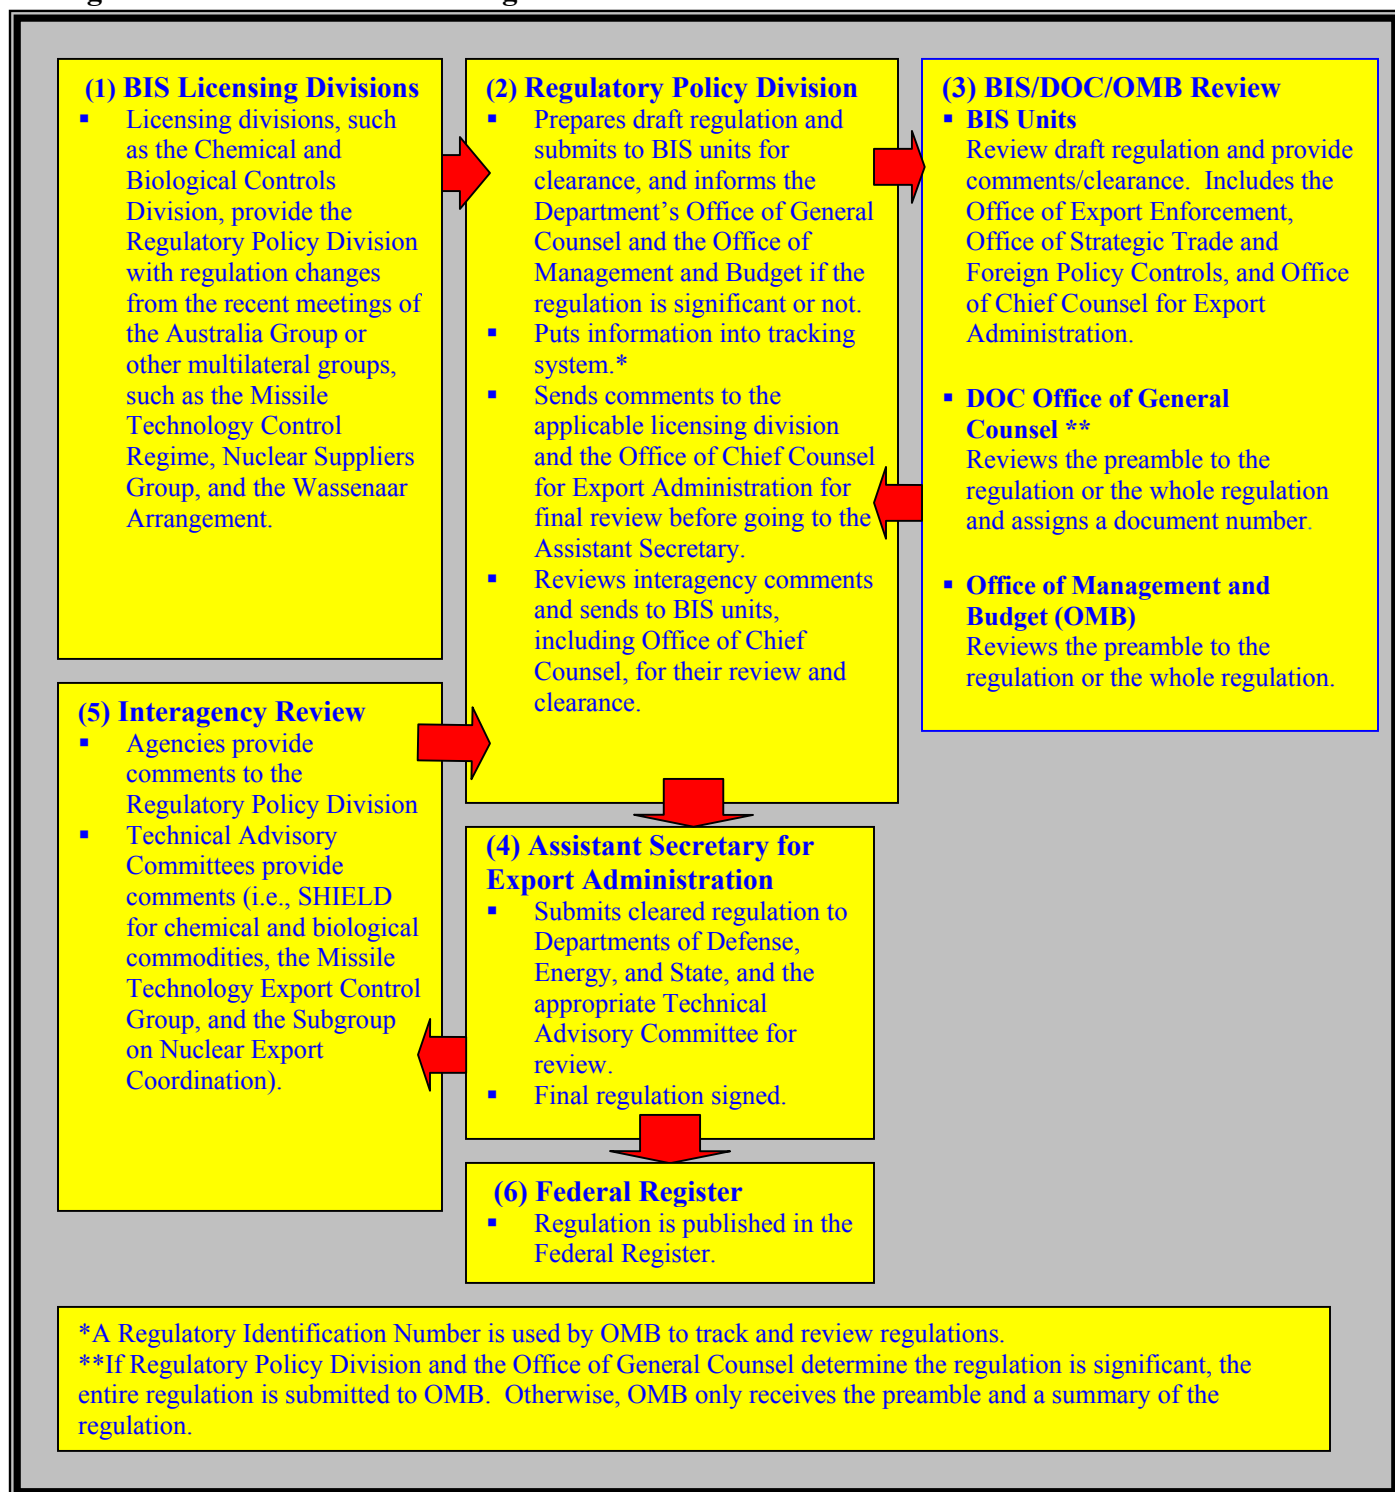 (1) BIS Licensing Divisions
▪ Licensing divisions, such
as the Chemical and
Biological Controls
Division, provide the
Regulatory Policy Division
with regulation changes
from the recent meetings of
the Australia Group or
other multilateral groups,
such as the Missile
Technology Control
Regime, Nuclear Suppliers
Group, and the Wassenaar
Arrangement.
(2) Regulatory Policy Division
▪ Prepares draft regulation and
submits to BIS units for
clearance, and informs the
Department’s Office of General
Counsel and the Office of
Management and Budget if the
regulation is significant or not.
▪ Puts information into tracking
system.*
▪ Sends comments to the
applicable licensing division
and the Office of Chief Counsel
for Export Administration for
final review before going to the
Assistant Secretary.
▪ Reviews interagency comments
and sends to BIS units,
including Office of Chief
Counsel, for their review and
clearance.
(3) BIS/DOC/OMB Review
▪ BIS Units
Review draft regulation and provide
comments/clearance. Includes the
Office of Export Enforcement,
Office of Strategic Trade and
Foreign Policy Controls, and Office
of Chief Counsel for Export
Administration.
▪ DOC Office of General
Counsel **
Reviews the preamble to the
regulation or the whole regulation
and assigns a document number.
▪ Office of Management and
Budget (OMB)
Reviews the preamble to the
regulation or the whole regulation.
(5) Interagency Review
▪ Agencies provide
comments to the
Regulatory Policy Division
▪ Technical Advisory
Committees provide
comments (i.e., SHIELD
for chemical and biological
commodities, the Missile
Technology Export Control
Group, and the Subgroup
on Nuclear Export
Coordination).
(4) Assistant Secretary for
Export Administration
▪ Submits cleared regulation to
Departments of Defense,
Energy, and State, and the
appropriate Technical
Advisory Committee for
review.
▪ Final regulation signed.
(6) Federal Register
▪ Regulation is published in the
Federal Register.
*A Regulatory Identification Number is used by OMB to track and review regulations.
**If Regulatory Policy Division and the Office of General Counsel determine the regulation is significant, the
entire regulation is submitted to OMB. Otherwise, OMB only receives the preamble and a summary of the
regulation.